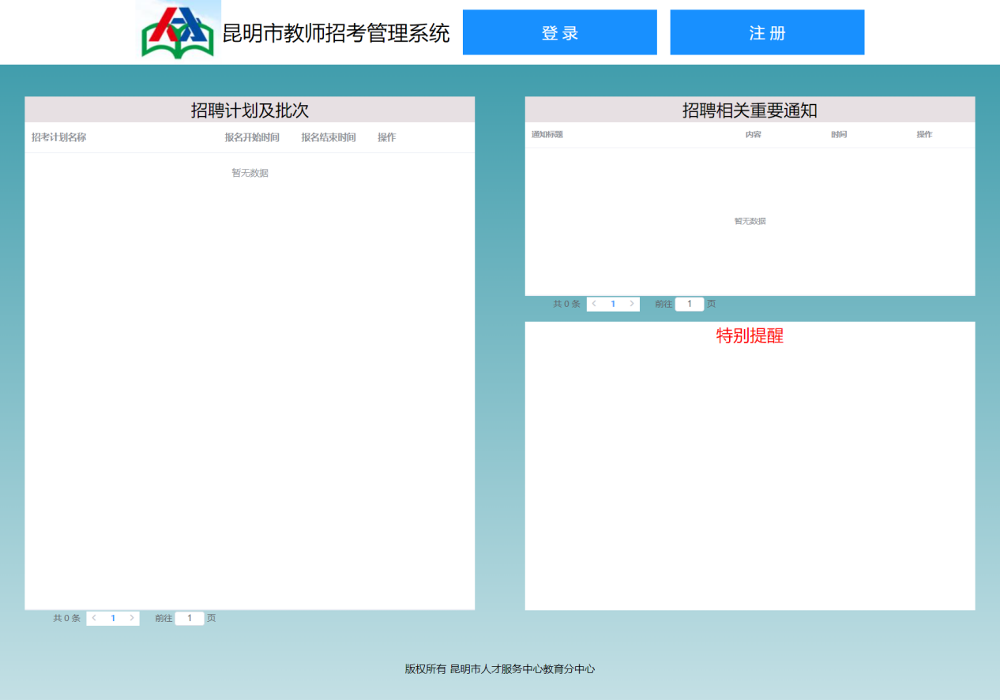 昆明市教师招考管理系统
登 录
注 册
招聘计划及批次
招考计划名称 报名开始时间 报名结束时间 操作
暂无数据
共 0 条 1 前往 1 页
招聘相关重要通知
通知标题 内容 时间 操作
暂无数据
共 0 条 1 前往 1 页
特别提醒
版权所有 昆明市人才服务中心教育分中心